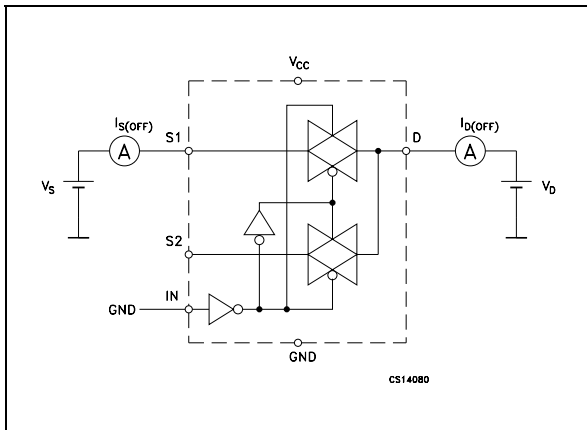 VCC
IS(OFF)
A
S1
D
ID(OFF)
A
VS
VD
S2
IN
GND
GND
CS14080